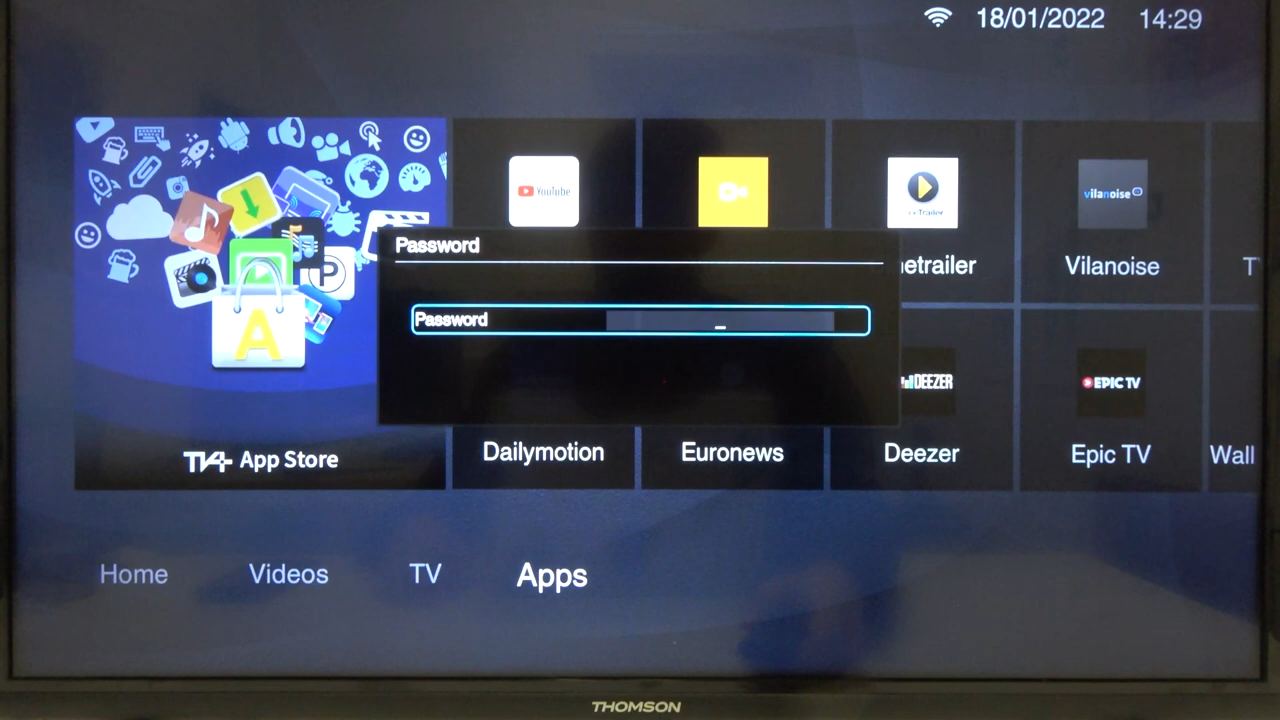 18/01/2022 14:29
YouTube
Trailer
vilanoise
etrailer
Vilanoise
Password
Password
DEEZER
EPIC TV
A
P
App Store
Dailymotion
Euronews
Deezer
Epic TV
Wall
Home
Videos
TV
Apps
THOMSON